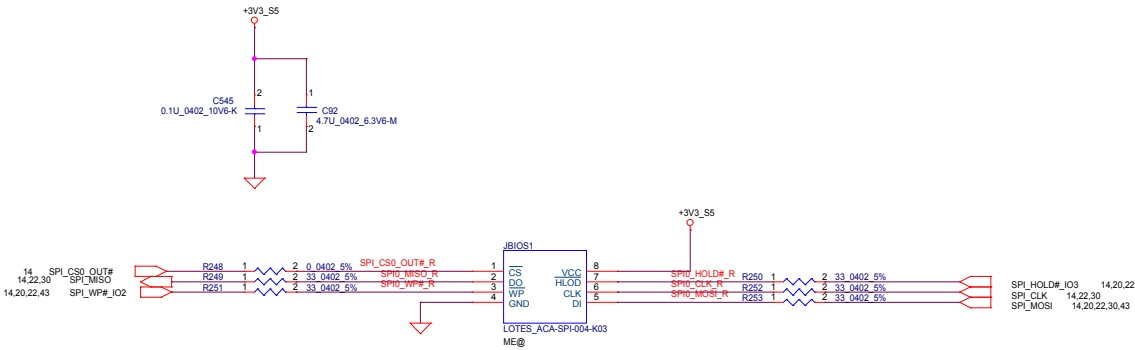 +3V3_S5
2
1
C545
0.1U_0402_10V6-K
C92
4.7U_0402_6.3V6-M
1
2
+3V3_S5
JBIOS1
14 SPI_CS0_OUT# R248 1 2 0_0402_5% SPI_CS0_OUT#_R 1 CS VCC 8
14,22,30 SPI_MISO R249 1 2 33_0402_5% SPI0_MISO_R 2 DO HLOD 7 SPI0_HOLD#_R R250 1 2 33_0402_5% SPI_HOLD#_IO3 14,20,22
14,20,22,43 SPI_WP#_IO2 R251 1 2 33_0402_5% SPI0_WP#_R 3 WP CLK 6 SPI0_CLK_R R252 1 2 33_0402_5% SPI_CLK 14,22,30
4 GND DI 5 SPI0_MOSI_R R253 1 2 33_0402_5% SPI_MOSI 14,20,22,30,43
LOTES_ACA-SPI-004-K03
ME@